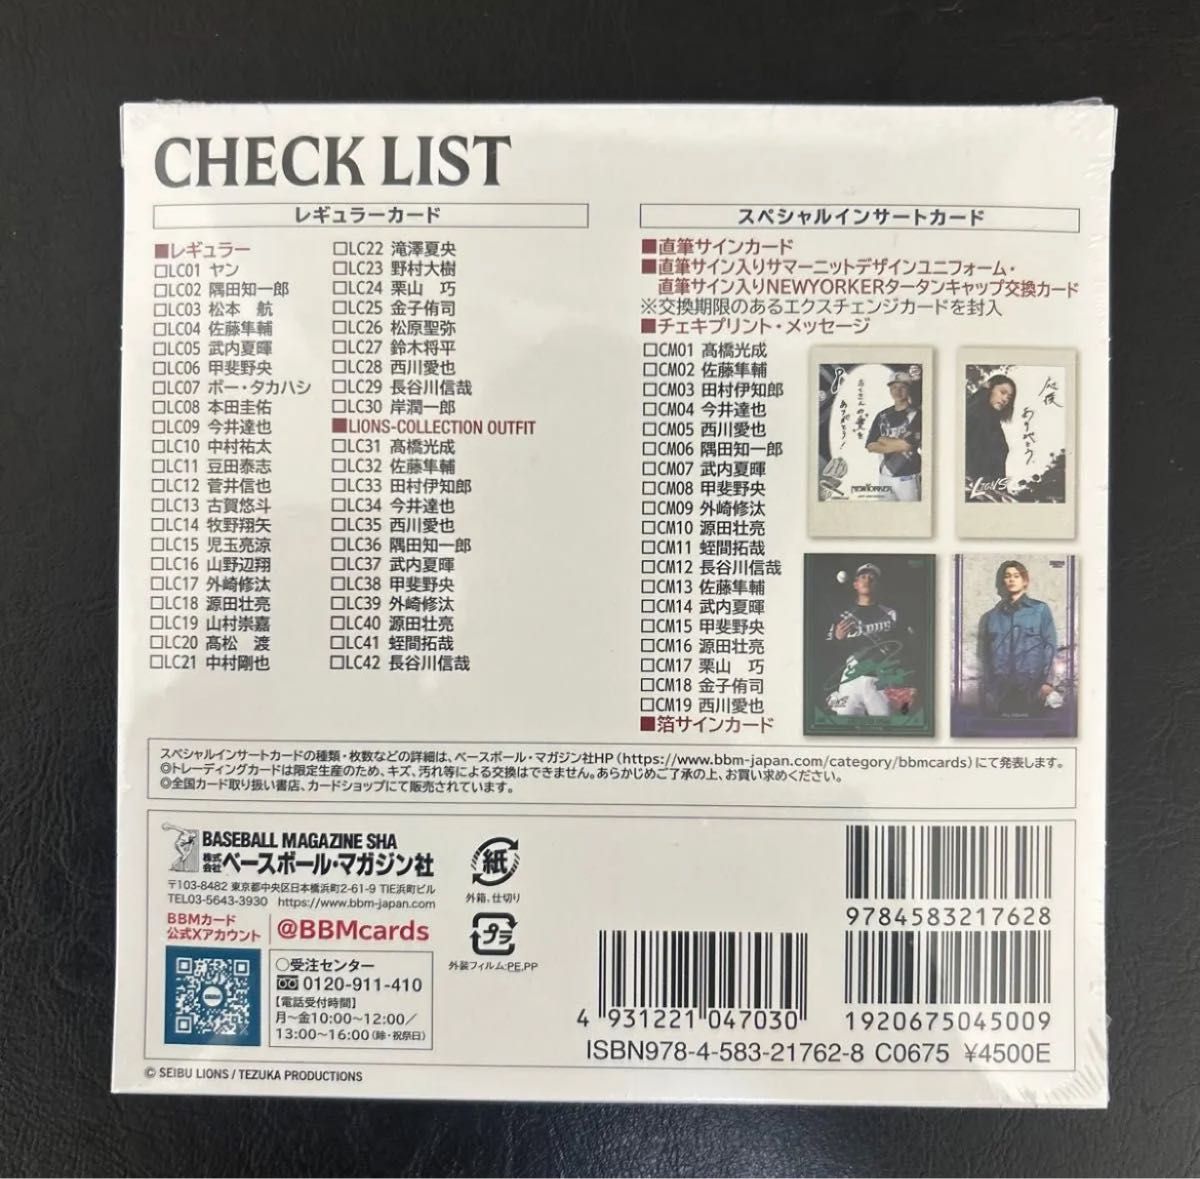 CHECK LIST
レギュラーカード
■レギュラー
□LC01 ヤン
□LC02 隅田知一郎
□LC03 松本　航
□LC04 佐藤隼輔
□LC05 武内夏暉
□LC06 甲斐野央
□LC07 ボー・タカハシ
□LC08 本田圭佑
□LC09 今井達也
□LC10 中村祐太
□LC11 豆田泰志
□LC12 菅井信也
□LC13 古賀悠斗
□LC14 牧野翔矢
□LC15 児玉亮涼
□LC16 山野辺翔
□LC17 外崎修汰
□LC18 源田壮亮
□LC19 山村崇嘉
□LC20 髙松　渡
□LC21 中村剛也
□LC22 滝澤夏央
□LC23 野村大樹
□LC24 栗山　巧
□LC25 金子侑司
□LC26 松原聖弥
□LC27 鈴木将平
□LC28 西川愛也
□LC29 長谷川信哉
□LC30 岸潤一郎
■LIONS-COLLECTION OUTFIT
□LC31 髙橋光成
□LC32 佐藤隼輔
□LC33 田村伊知郎
□LC34 今井達也
□LC35 西川愛也
□LC36 隅田知一郎
□LC37 武内夏暉
□LC38 甲斐野央
□LC39 外崎修汰
□LC40 源田壮亮
□LC41 蛭間拓哉
□LC42 長谷川信哉
スペシャルインサートカード
■直筆サインカード
■直筆サイン入りサマーニットデザインユニフォーム・
直筆サイン入りNEWYORKERタータンキャップ交換カード
※交換期限のあるエクスチェンジカードを封入
■チェキプリント・メッセージ
□CM01 髙橋光成
□CM02 佐藤隼輔
□CM03 田村伊知郎
□CM04 今井達也
□CM05 西川愛也
□CM06 隅田知一郎
□CM07 武内夏暉
□CM08 甲斐野央
□CM09 外崎修汰
□CM10 源田壮亮
□CM11 蛭間拓哉
□CM12 長谷川信哉
□CM13 佐藤隼輔
□CM14 武内夏暉
□CM15 甲斐野央
□CM16 源田壮亮
□CM17 栗山　巧
□CM18 金子侑司
□CM19 西川愛也
■箔サインカード
NEWYORKER
LIONS
応援
ありがとう!
スペシャルインサートカードの種類・枚数などの詳細は、ベースボール・マガジン社HP（https://www.bbm-japan.com/category/bbmcards）にて発表します。
◎トレーディングカードは限定生産のため、キズ、汚れ等による交換はできません。あらかじめご了承の上、お買い求めください。
◎全国カード取り扱い書店、カードショップにて販売されています。
BASEBALL MAGAZINE SHA
株式会社ベースボール・マガジン社
〒103-8482 東京都中央区日本橋浜町2-61-9 TIE浜町ビル
TEL03-5643-3930　https://www.bbm-japan.com
BBMカード
公式Xアカウント
@BBMcards
○受注センター
0120-911-410
【電話受付時間】
月～金10:00～12:00／
13:00～16:00（除・祝祭日）
紙
外箱、仕切り
プラ
外装フィルム:PE,PP
9784583217628
1920675045009
4 931221 047030
ISBN978-4-583-21762-8 C0675 ¥4500E
© SEIBU LIONS / TEZUKA PRODUCTIONS